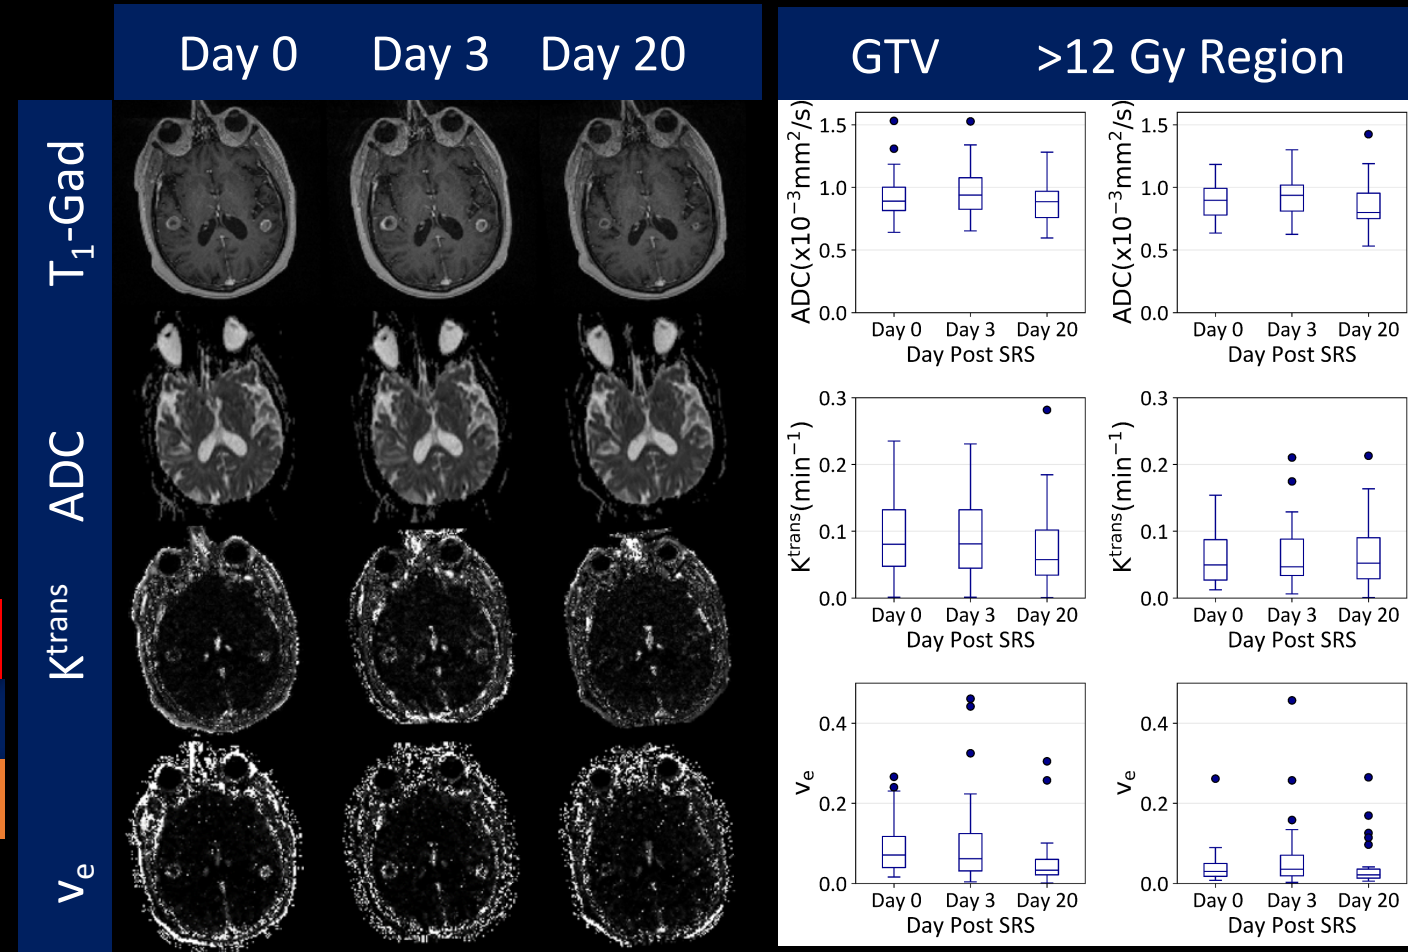 Day 0 Day 3 Day 20
GTV >12 Gy Region
T₁-Gad
ADC
Kᵗʳᵃⁿˢ
vₑ
ADC(x10⁻³mm²/s)
1.5
1.0
0.5
0.0
Day 0 Day 3 Day 20
Day Post SRS
ADC(x10⁻³mm²/s)
1.5
1.0
0.5
0.0
Day 0 Day 3 Day 20
Day Post SRS
Kᵗʳᵃⁿˢ(min⁻¹)
0.3
0.2
0.1
0.0
Day 0 Day 3 Day 20
Day Post SRS
Kᵗʳᵃⁿˢ(min⁻¹)
0.3
0.2
0.1
0.0
Day 0 Day 3 Day 20
Day Post SRS
vₑ
0.4
0.2
0.0
Day 0 Day 3 Day 20
Day Post SRS
vₑ
0.4
0.2
0.0
Day 0 Day 3 Day 20
Day Post SRS